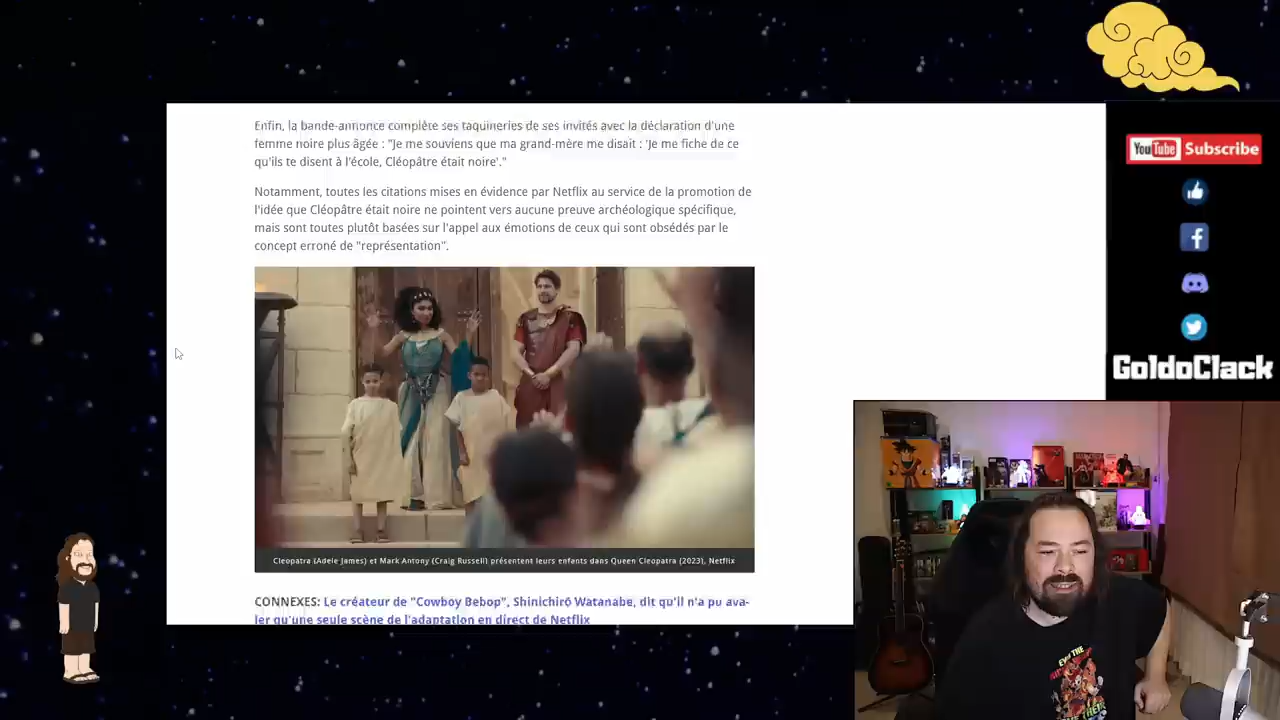 Enfin, la bande-annonce complète ses taquineries de ses invités avec la déclaration d'une
femme noire plus âgée : "Je me souviens que ma grand-mère me disait : 'Je me fiche de ce
qu'ils te disent à l'école, Cléopâtre était noire'."
Notamment, toutes les citations mises en évidence par Netflix au service de la promotion de
l'idée que Cléopâtre était noire ne pointent vers aucune preuve archéologique spécifique,
mais sont toutes plutôt basées sur l'appel aux émotions de ceux qui sont obsédés par le
concept erroné de "représentation".
Cleopatra (Adele James) et Mark Antony (Craig Russell) présentent leurs enfants dans Queen Cleopatra (2023), Netflix
CONNEXES: Le créateur de "Cowboy Bebop", Shinichirō Watanabe, dit qu'il n'a pu ava-
ler qu'une seule scène de l'adaptation en direct de Netflix
YouTube Subscribe
GoldoClack